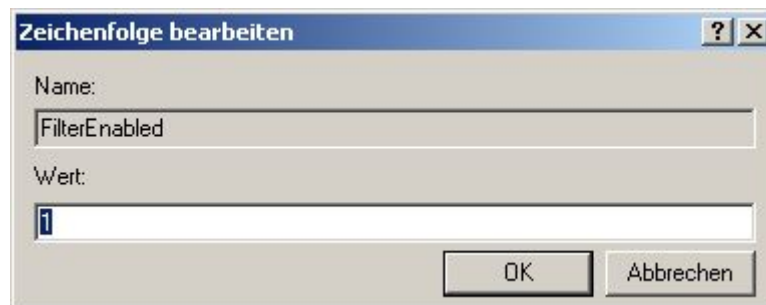 Zeichenfolge bearbeiten
Name:
FilterEnabled
Wert:
1
OK Abbrechen